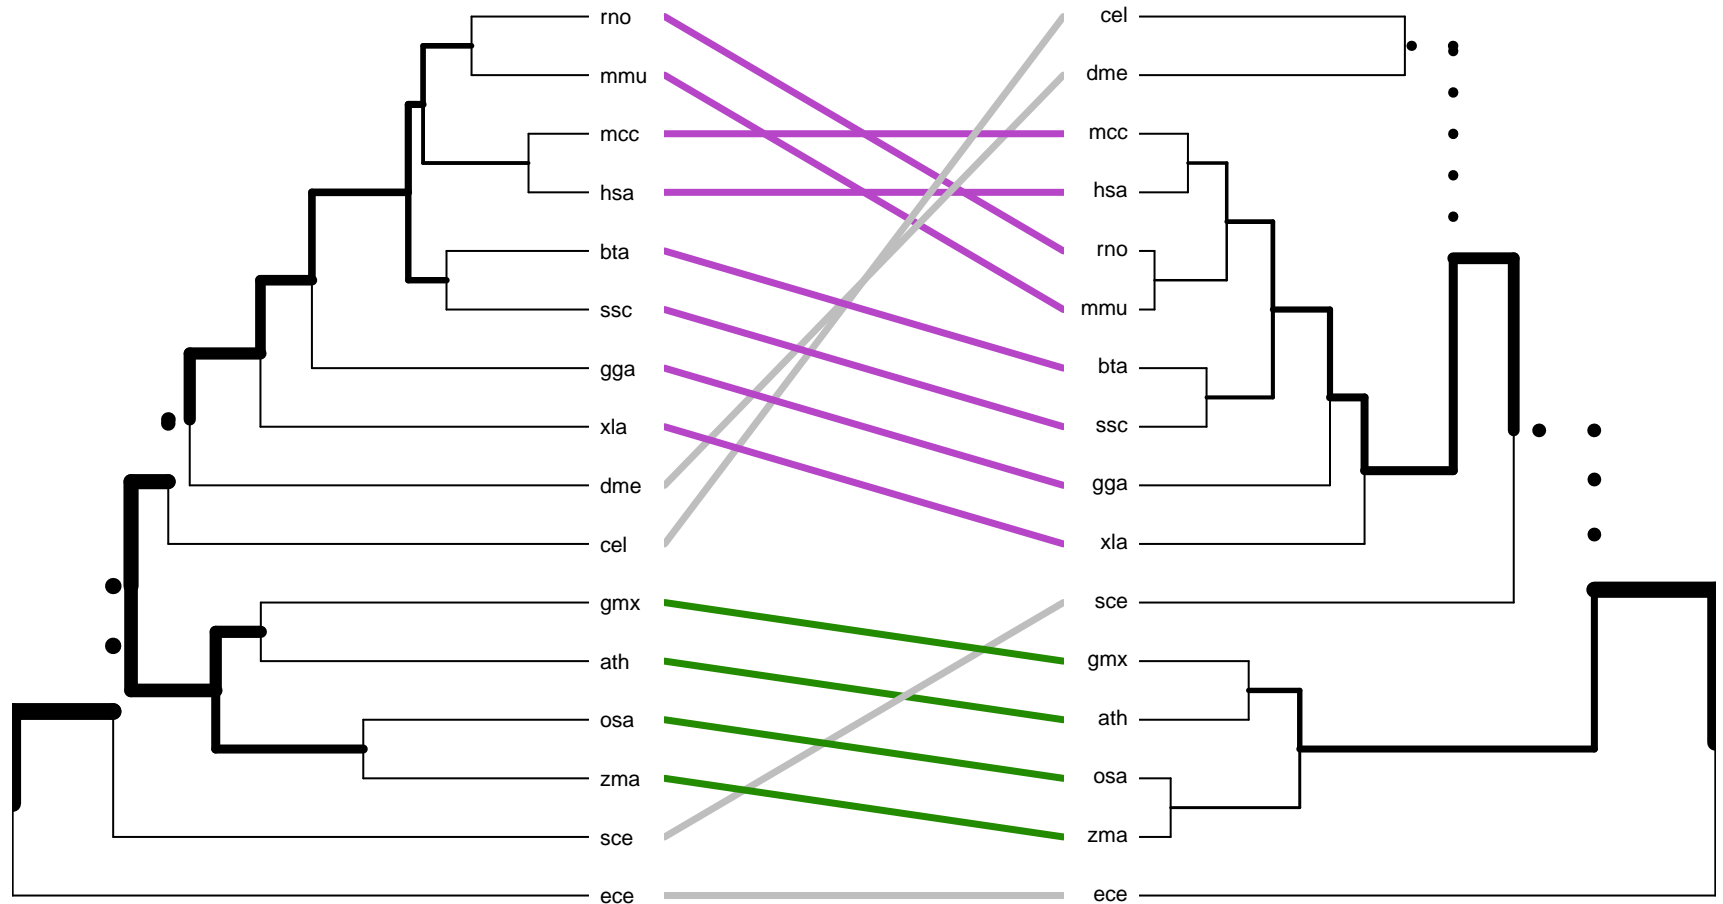 rno cel
mmu dme
mcc mcc
hsa hsa
bta rno
ssc mmu
gga bta
xla ssc
dme gga
cel xla
gmx sce
ath gmx
osa ath
zma osa
sce zma
ece ece